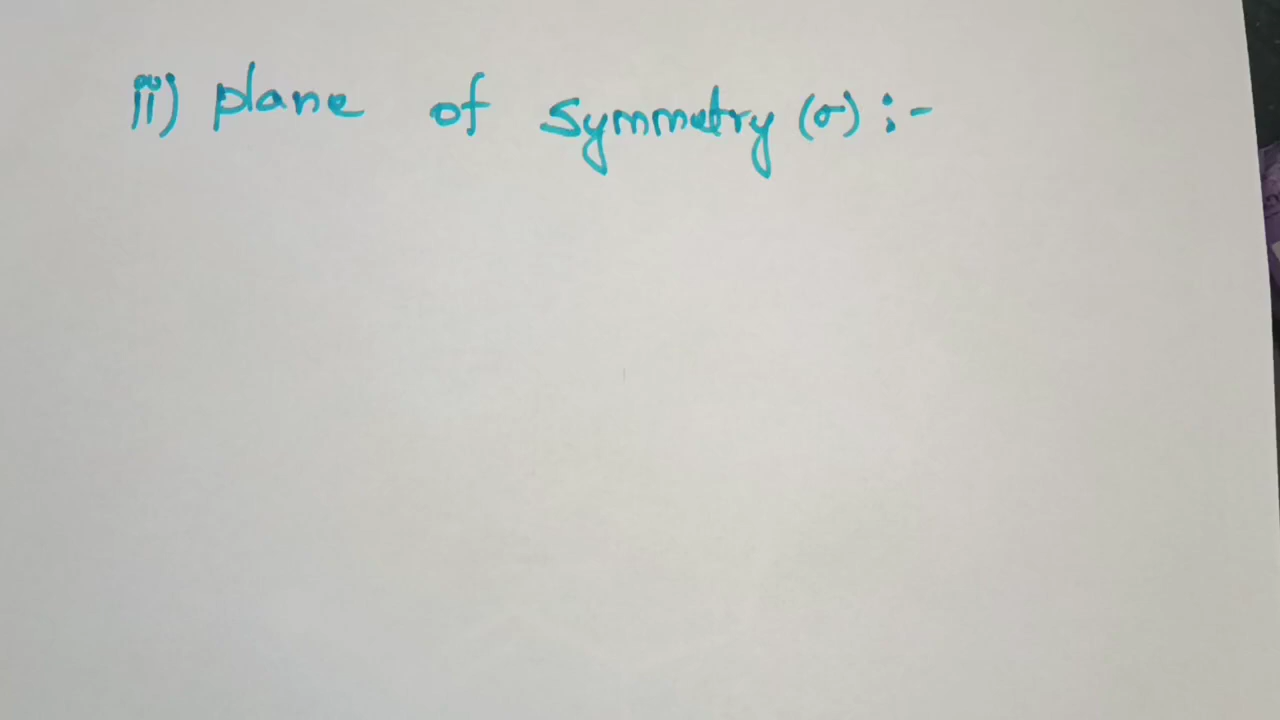 ii) plane of symmetry (σ) :-